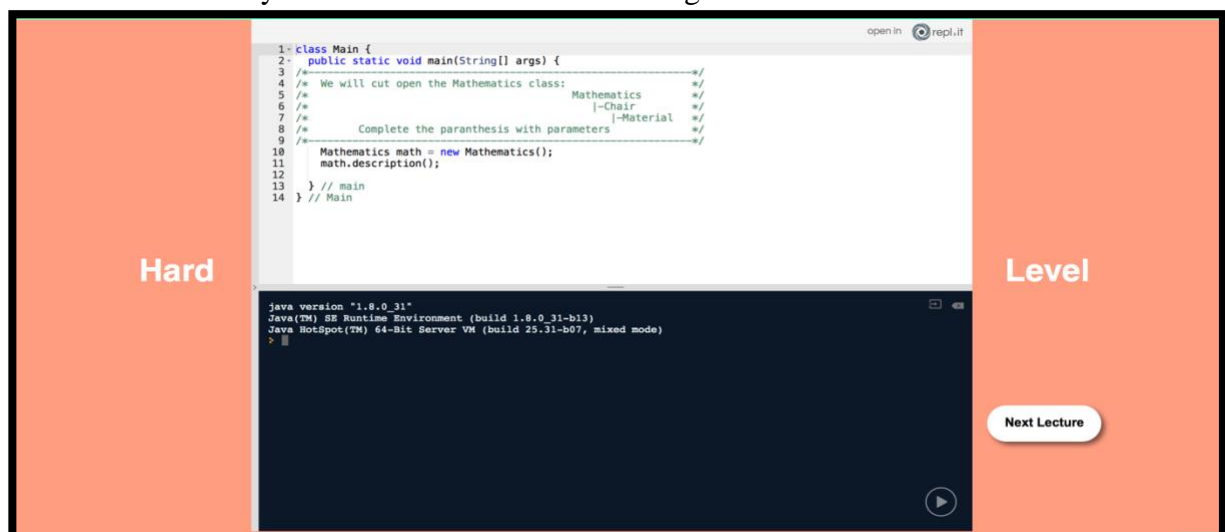 open in repl.it
1 class Main {
2 public static void main(String[] args) {
3 /*---------------------------------------------------------------*/
4 /* We will cut open the Mathematics class: */
5 /* Mathematics */
6 /* |-Chair */
7 /* |-Material */
8 /* Complete the paranthesis with parameters */
9 /*---------------------------------------------------------------*/
10 Mathematics math = new Mathematics();
11 math.description();
12
13 } // main
14 } // Main
Hard
Level
java version "1.8.0_31"
Java(TM) SE Runtime Environment (build 1.8.0_31-b13)
Java HotSpot(TM) 64-Bit Server VM (build 25.31-b07, mixed mode)
>
Next Lecture